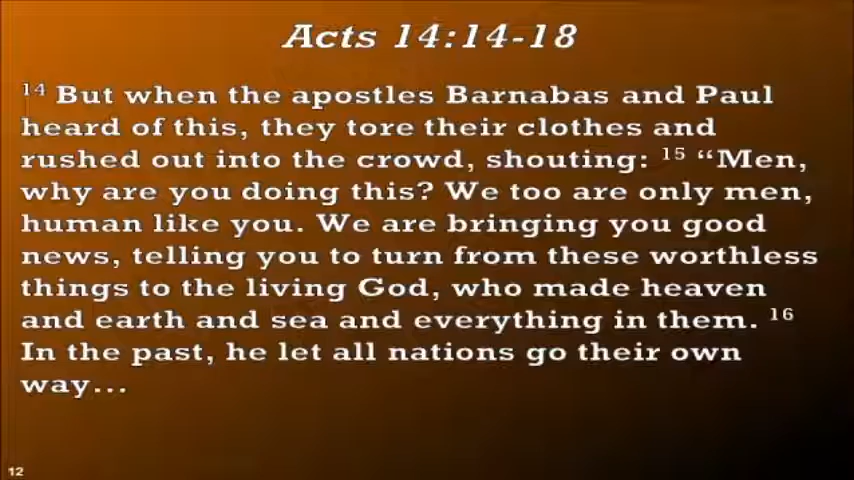 Acts 14:14-18
14 But when the apostles Barnabas and Paul
heard of this, they tore their clothes and
rushed out into the crowd, shouting: 15 “Men,
why are you doing this? We too are only men,
human like you. We are bringing you good
news, telling you to turn from these worthless
things to the living God, who made heaven
and earth and sea and everything in them. 16
In the past, he let all nations go their own
way…
12